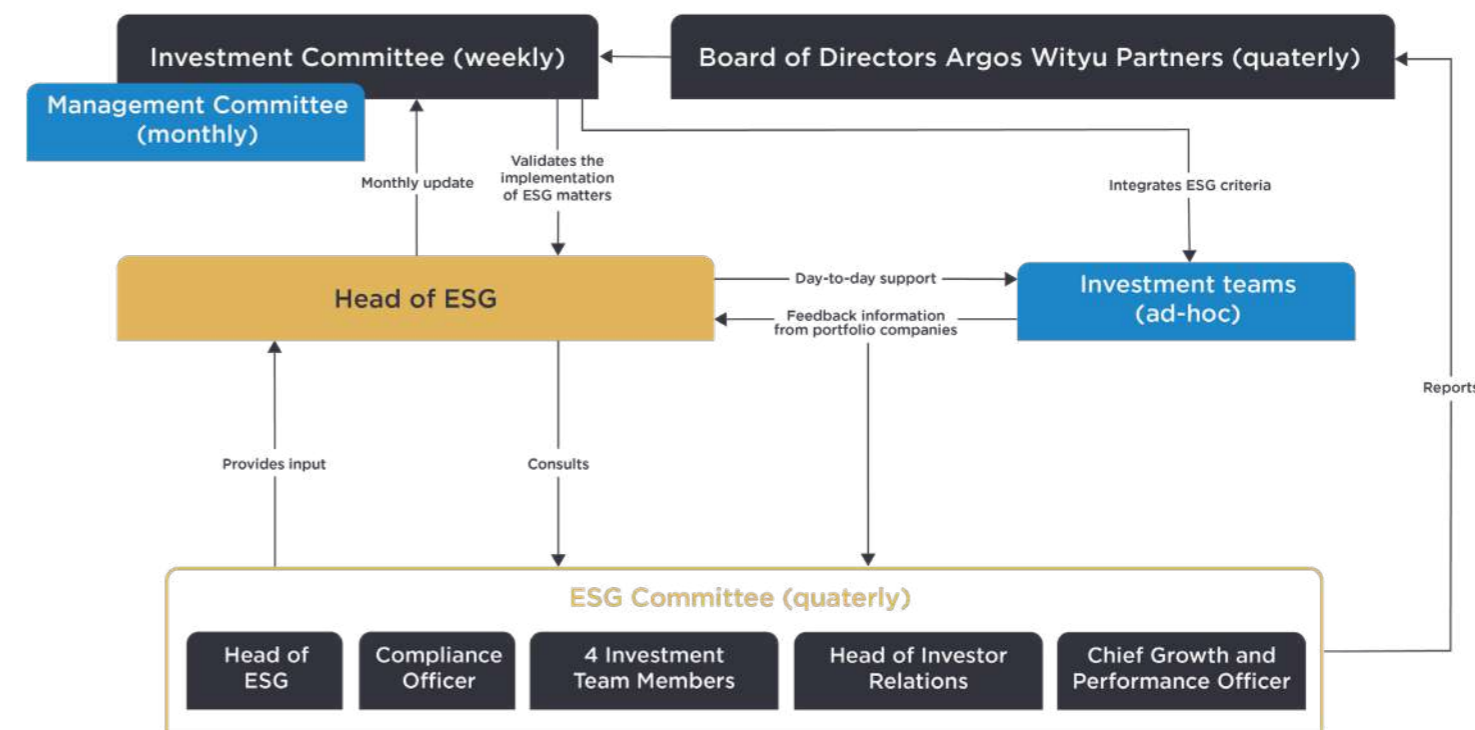 Investment Committee (weekly)
Board of Directors Argos Wityu Partners (quaterly)
Management Committee
(monthly)
Monthly update
Validates the
implementation
of ESG matters
Integrates ESG criteria
Head of ESG
Day-to-day support
Feedback information
from portfolio companies
Investment teams
(ad-hoc)
Reports
Provides input
Consults
ESG Committee (quaterly)
Head of
ESG
Compliance
Officer
4 Investment
Team Members
Head of Investor
Relations
Chief Growth and
Performance Officer